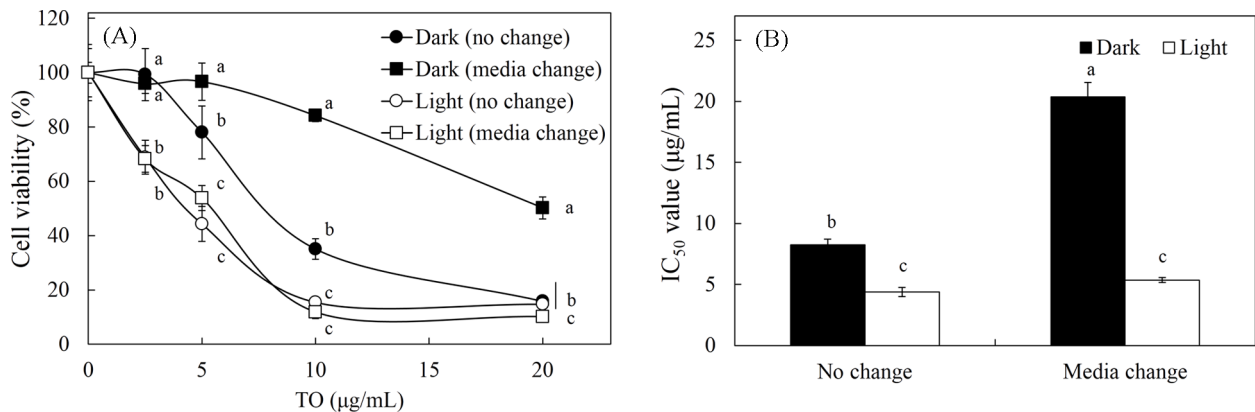 (A)
120
100
80
60
40
20
0
Cell viability (%)
Dark (no change)
Dark (media change)
Light (no change)
Light (media change)
a
a
a
b
a
a
b
b
c
c
b
c
c
a
b
c
0
5
10
15
20
TO (μg/mL)
(B)
25
20
15
10
5
0
IC50 value (μg/mL)
Dark
Light
b
c
a
c
No change
Media change